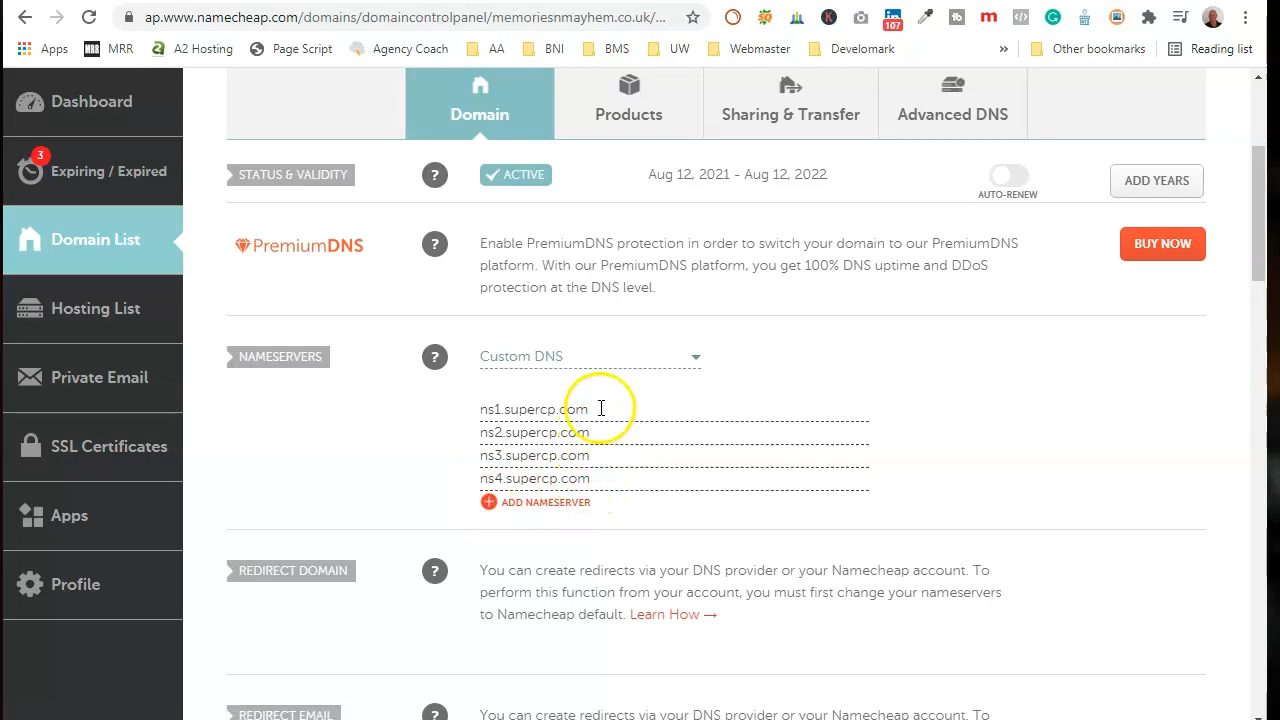 ap.www.namecheap.com/domains/domaincontrolpanel/memoriesnmayhem.co.uk/...
107
Apps
MRR
MRR
A2 Hosting
Page Script
Agency Coach
AA
BNI
BMS
UW
Webmaster
Develomark
»
Other bookmarks
Reading list
Dashboard
3
Expiring / Expired
Domain List
Hosting List
Private Email
SSL Certificates
Apps
Profile
Domain
Products
Sharing & Transfer
Advanced DNS
STATUS & VALIDITY
?
ACTIVE
Aug 12, 2021 - Aug 12, 2022
AUTO-RENEW
ADD YEARS
PremiumDNS
?
Enable PremiumDNS protection in order to switch your domain to our PremiumDNS
platform. With our PremiumDNS platform, you get 100% DNS uptime and DDoS
protection at the DNS level.
BUY NOW
NAMESERVERS
?
Custom DNS
ns1.supercp.com
ns2.supercp.com
ns3.supercp.com
ns4.supercp.com
ADD NAMESERVER
REDIRECT DOMAIN
?
You can create redirects via your DNS provider or your Namecheap account. To
perform this function from your account, you must first change your nameservers
to Namecheap default. Learn How →
REDIRECT EMAIL
?
You can create redirects via your DNS provider or your Namecheap account. To